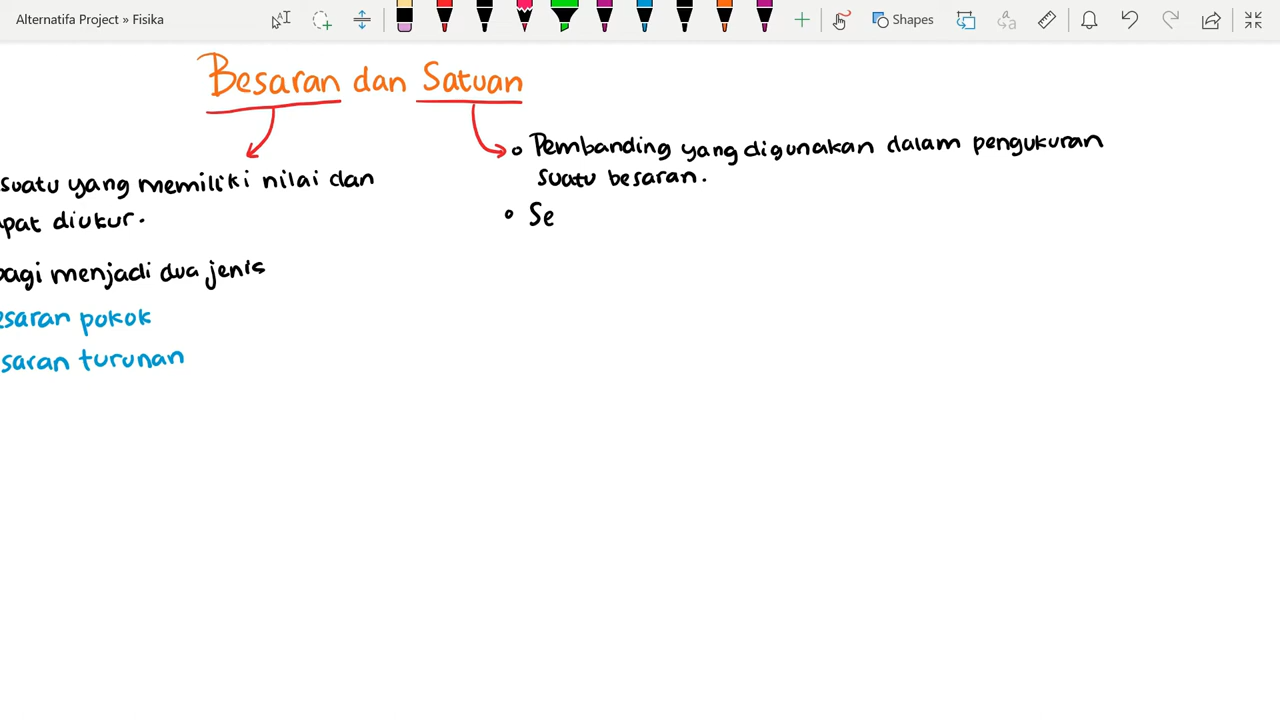 Alternatifa Project » Fisika
Shapes
Besaran dan Satuan
suatu yang memiliki nilai dan
pat diukur.
bagi menjadi dua jenis
esaran pokok
saran turunan
Pembanding yang digunakan dalam pengukuran
suatu besaran.
Se